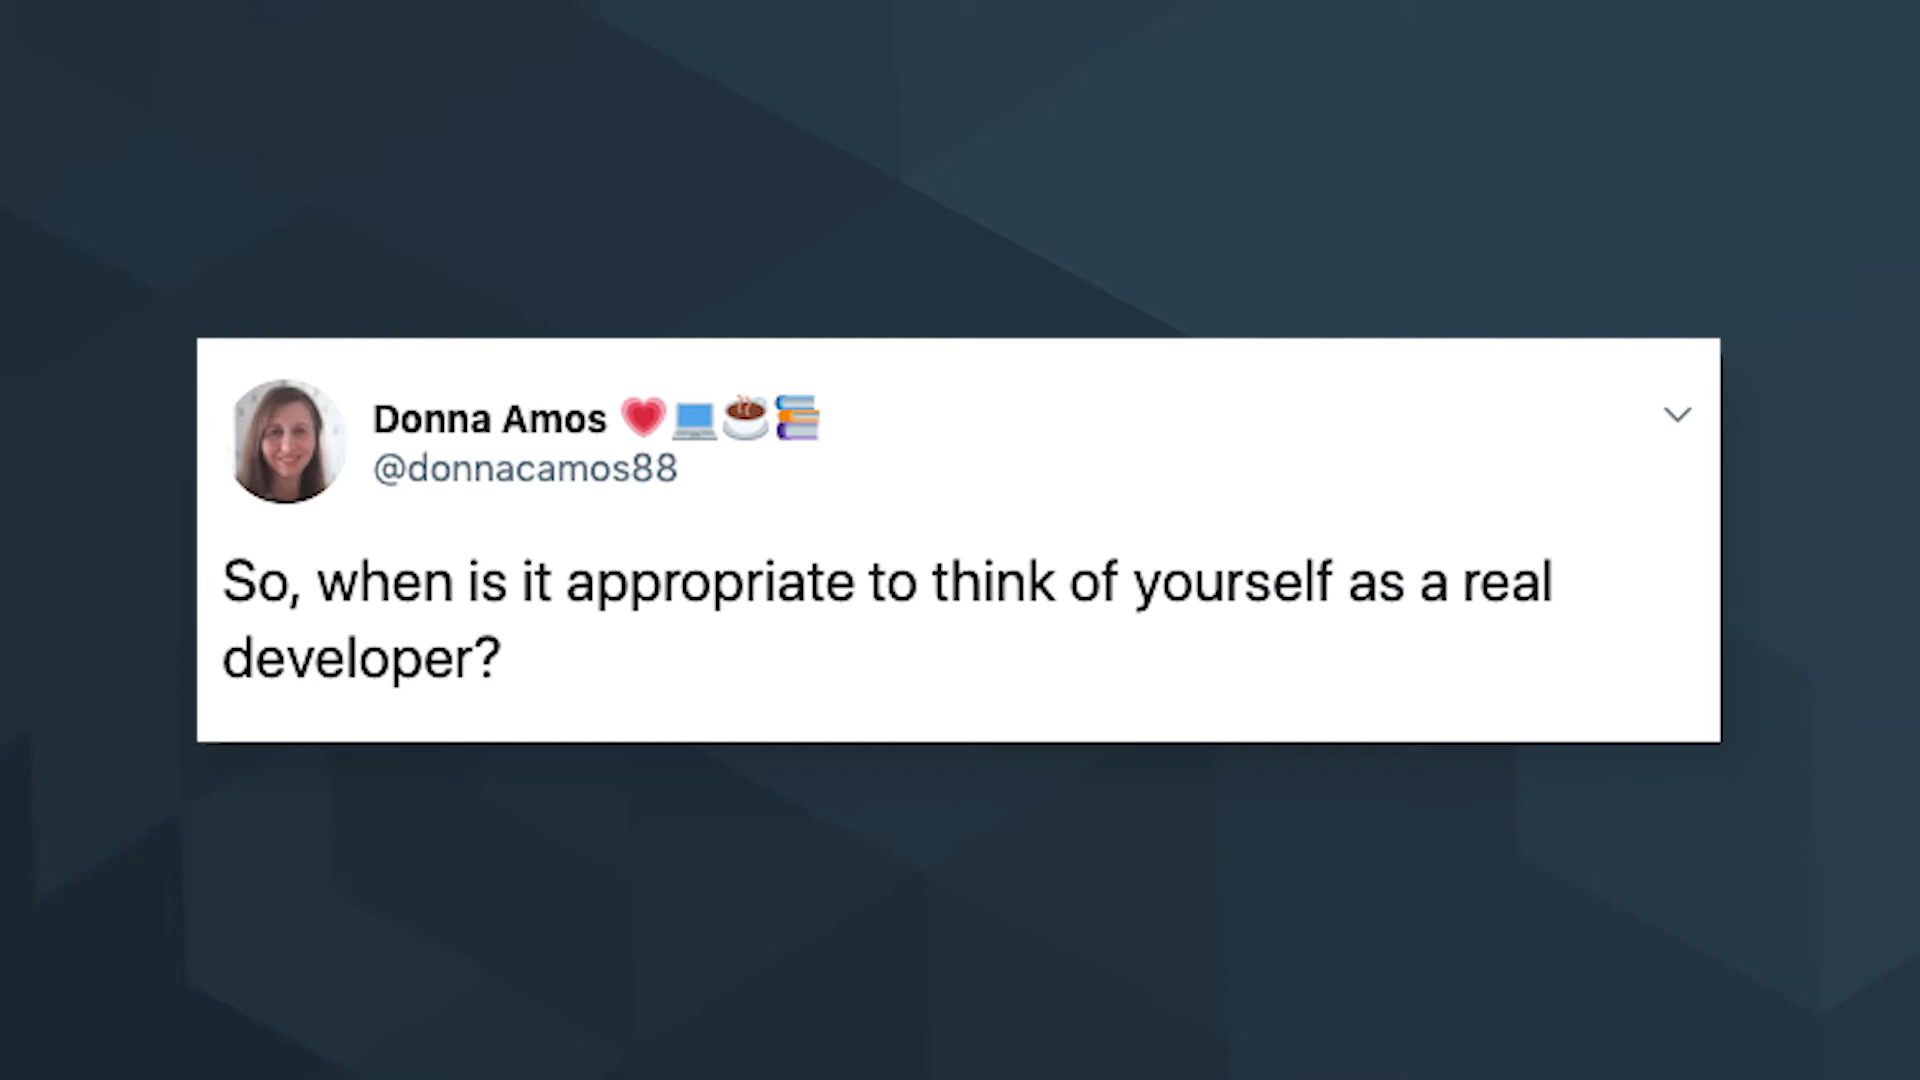 Donna Amos 💗💻☕📚
@donnacamos88
So, when is it appropriate to think of yourself as a real
developer?